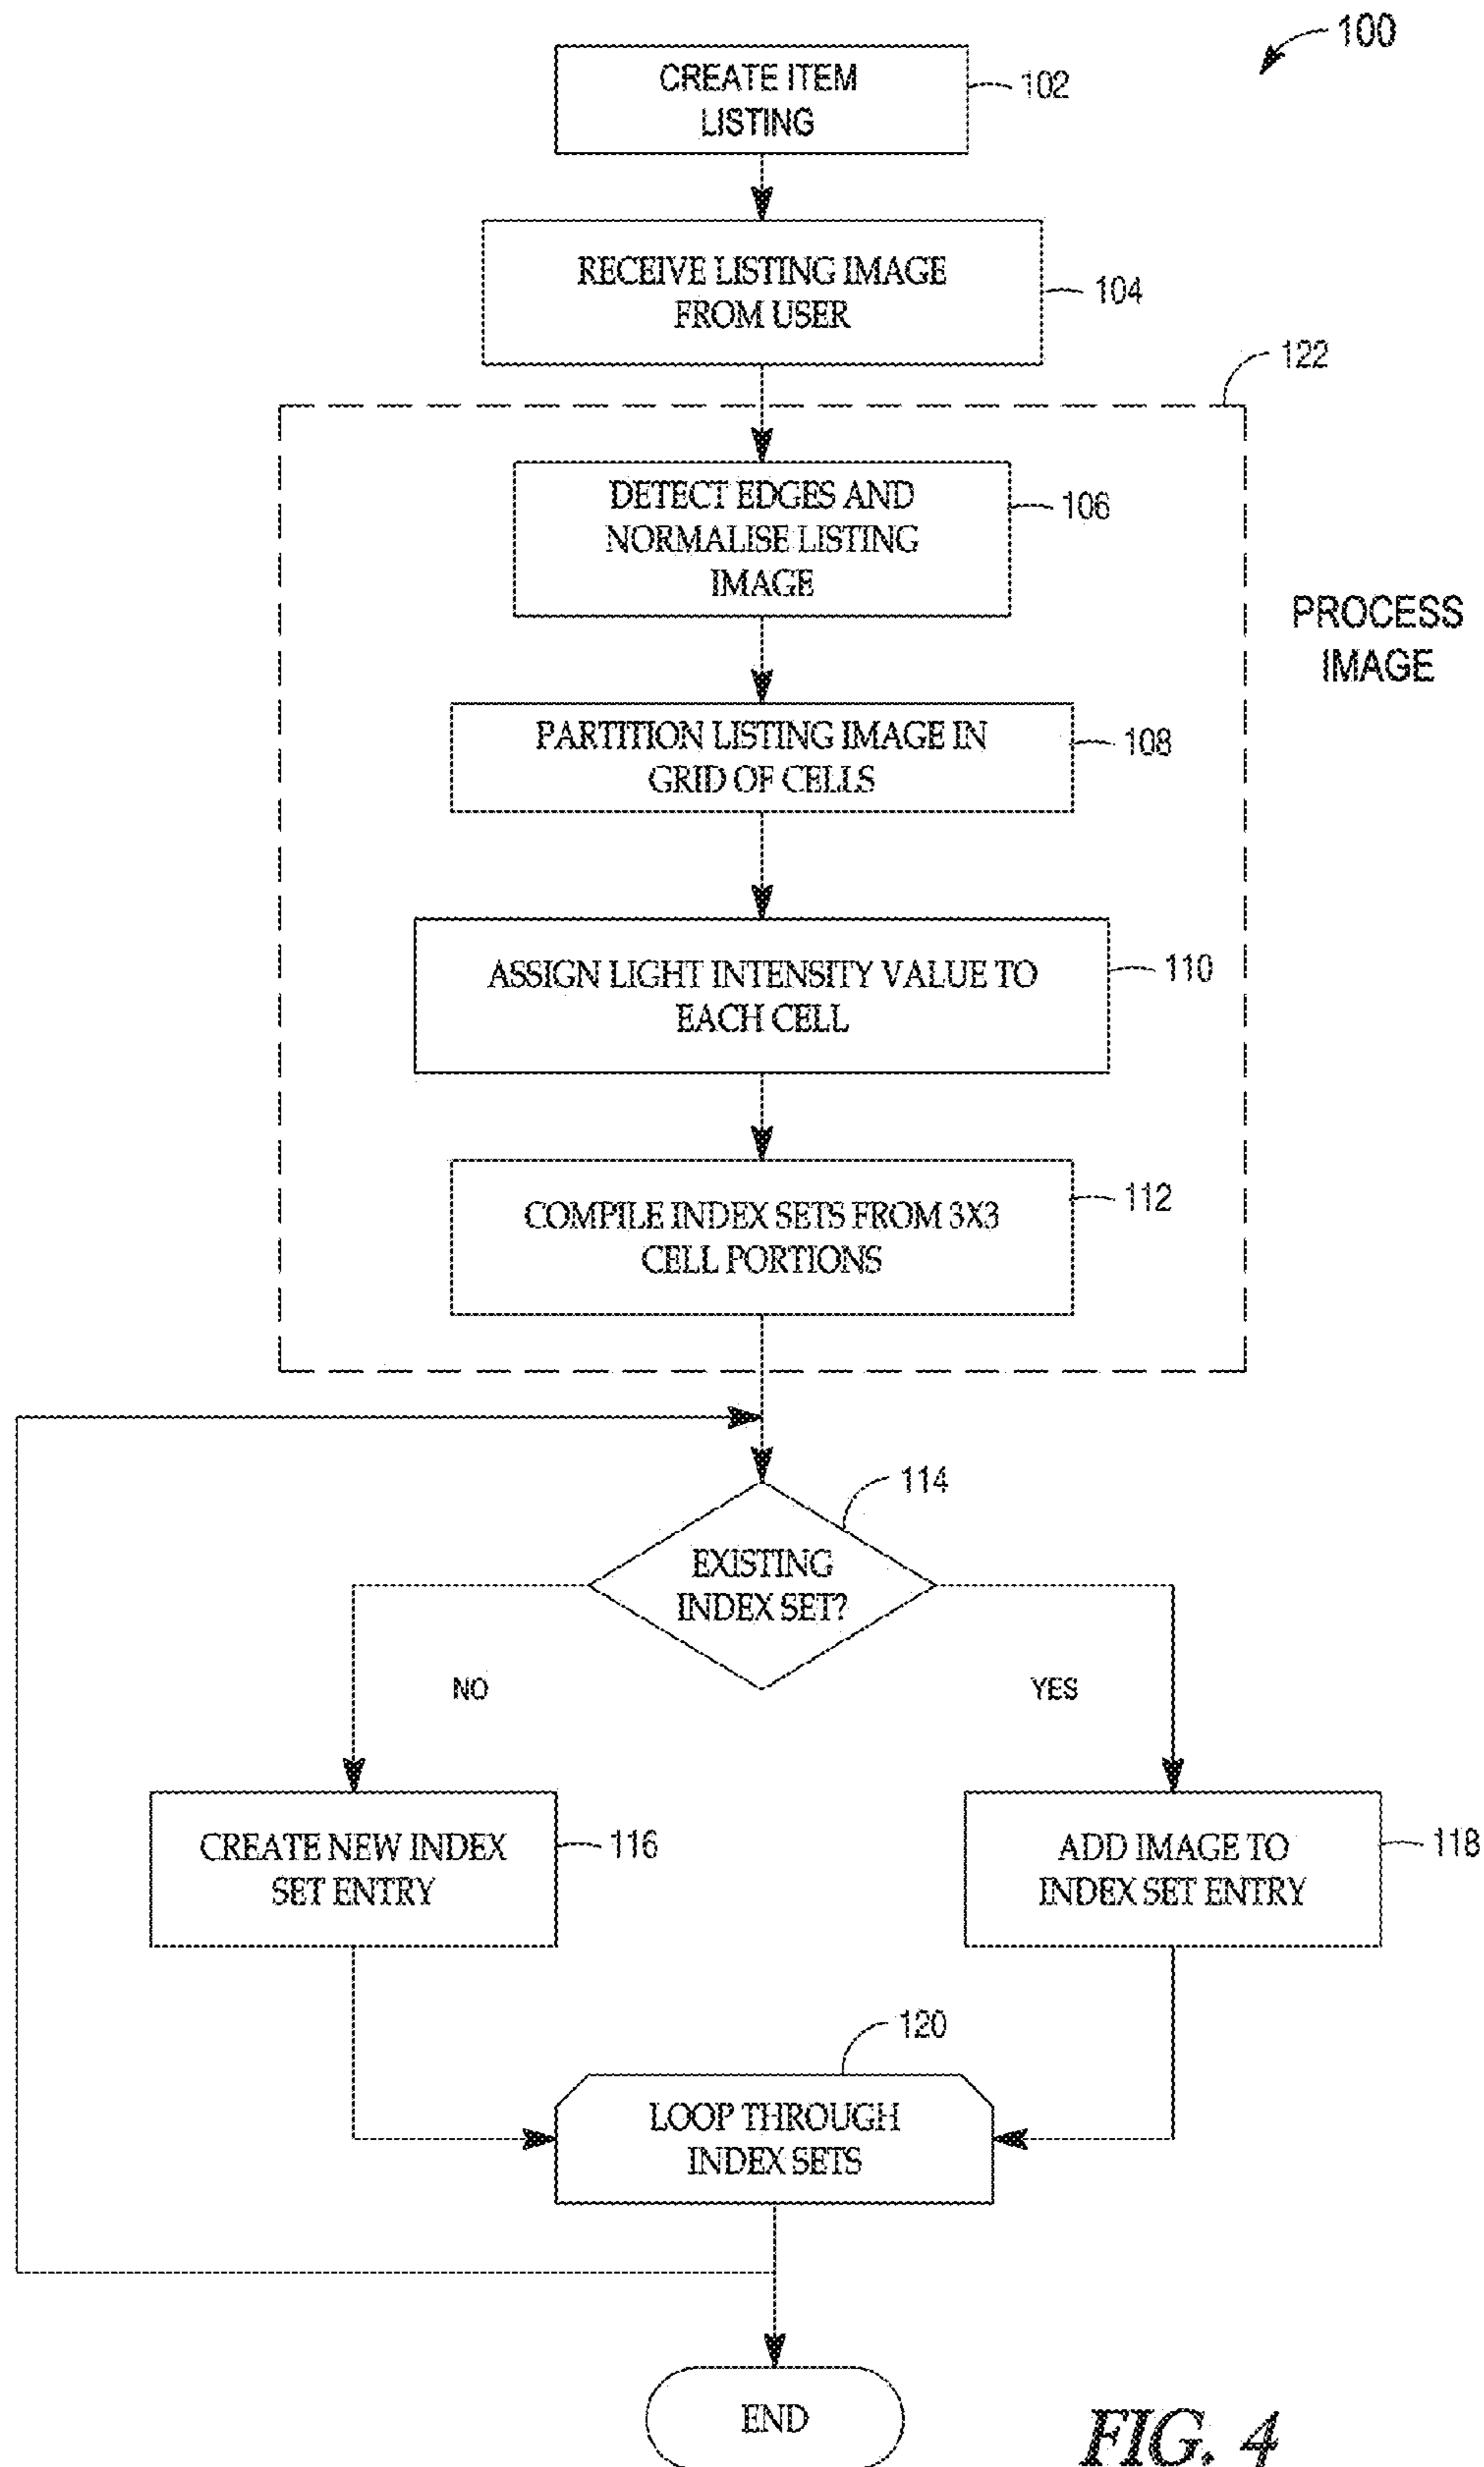 100
CREATE ITEM
LISTING
102
RECEIVE LISTING IMAGE
FROM USER
104
122
DETECT EDGES AND
NORMALISE LISTING
IMAGE
106
PROCESS
IMAGE
PARTITION LISTING IMAGE IN
GRID OF CELLS
108
ASSIGN LIGHT INTENSITY VALUE TO
EACH CELL
110
COMPILE INDEX SETS FROM 3X3
CELL PORTIONS
112
114
EXISTING
INDEX SET?
NO
YES
CREATE NEW INDEX
SET ENTRY
116
ADD IMAGE TO
INDEX SET ENTRY
118
120
LOOP THROUGH
INDEX SETS
END
FIG. 4